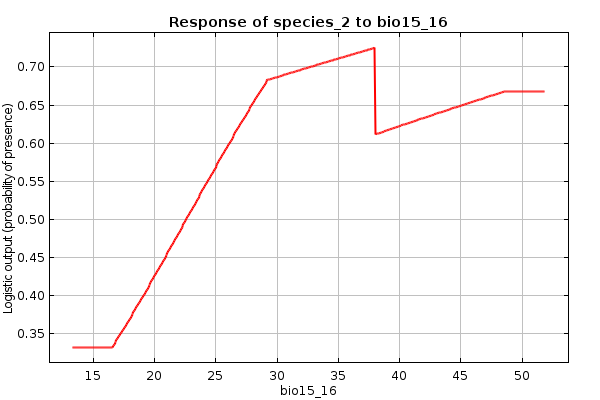 Response of species_2 to bio15_16
Logistic output (probability of presence)
0.70
0.65
0.60
0.55
0.50
0.45
0.40
0.35
15 20 25 30 35 40 45 50
bio15_16